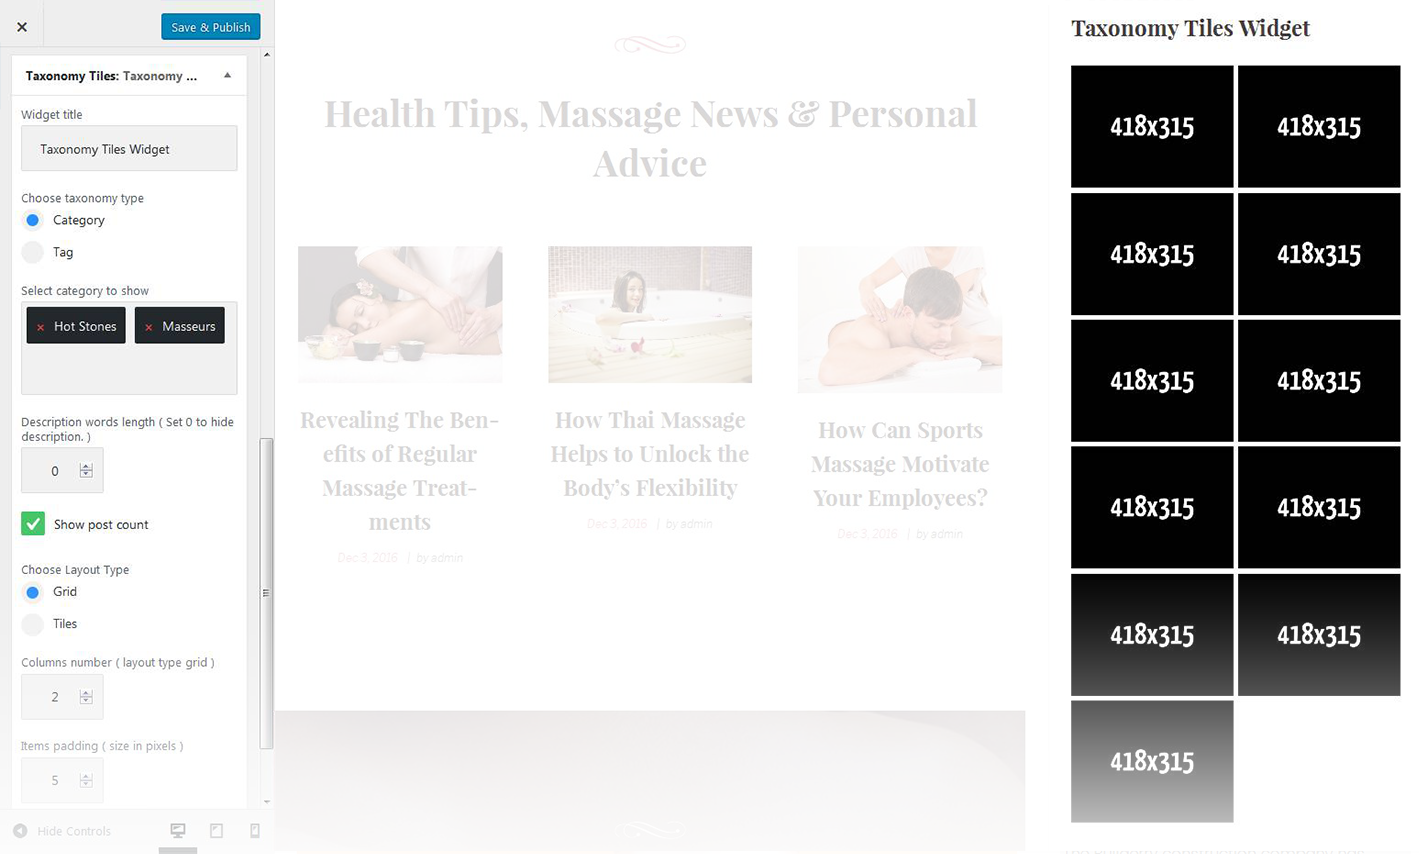 ×
Save & Publish
Taxonomy Tiles: Taxonomy ...
Widget title
Taxonomy Tiles Widget
Choose taxonomy type
Category
Tag
Select category to show
× Hot Stones × Masseurs
Description words length ( Set 0 to hide
description. )
0
Show post count
Choose Layout Type
Grid
Tiles
Columns number ( layout type grid )
2
Items padding ( size in pixels )
5
Hide Controls
Health Tips, Massage News & Personal
Advice
Revealing The Ben-
efits of Regular
Massage Treat-
ments
Dec 3, 2016 | by admin
How Thai Massage
Helps to Unlock the
Body’s Flexibility
Dec 3, 2016 | by admin
How Can Sports
Massage Motivate
Your Employees?
Dec 3, 2016 | by admin
Taxonomy Tiles Widget
418x315 418x315
418x315 418x315
418x315 418x315
418x315 418x315
418x315 418x315
418x315